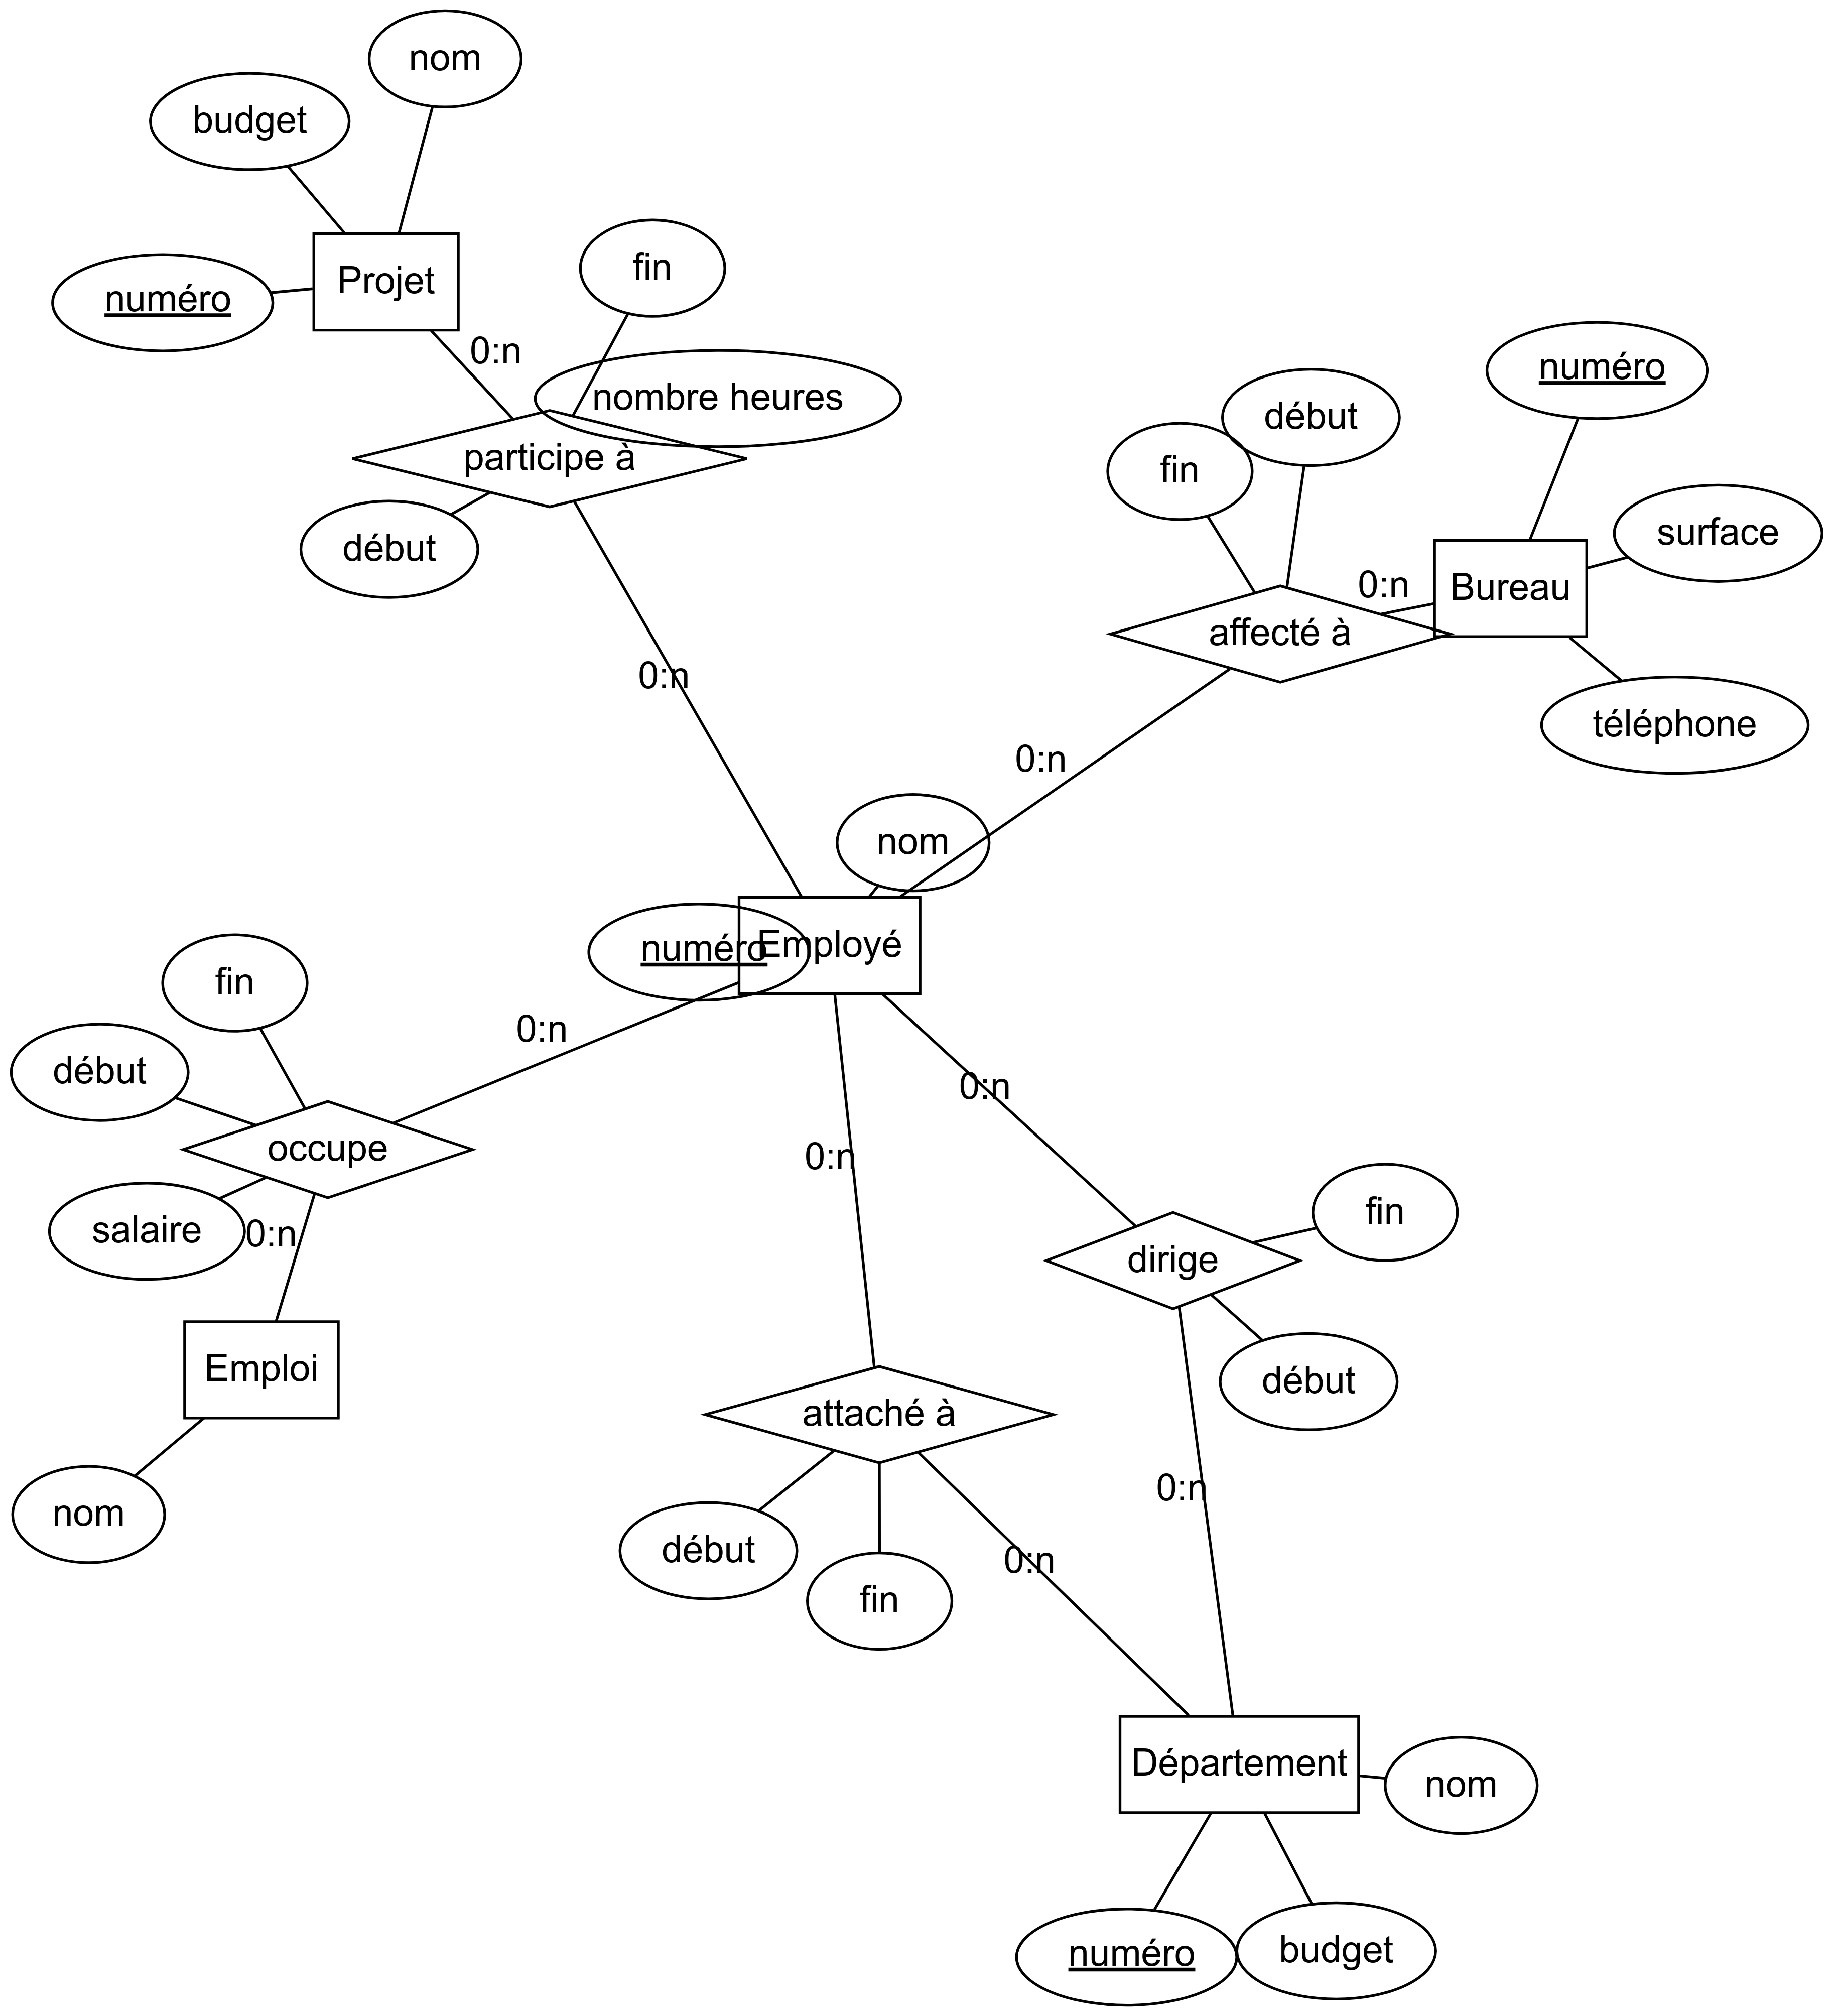 nom
budget
fin
Projet
numéro
0:n
nombre heures
numéro
début
participe à
fin
surface
début
0:n
Bureau
affecté à
0:n
téléphone
0:n
nom
numéro
Employé
fin
0:n
début
0:n
occupe
0:n
fin
salaire
0:n
dirige
Emploi
début
attaché à
0:n
nom
début
0:n
fin
Département
nom
numéro
budget